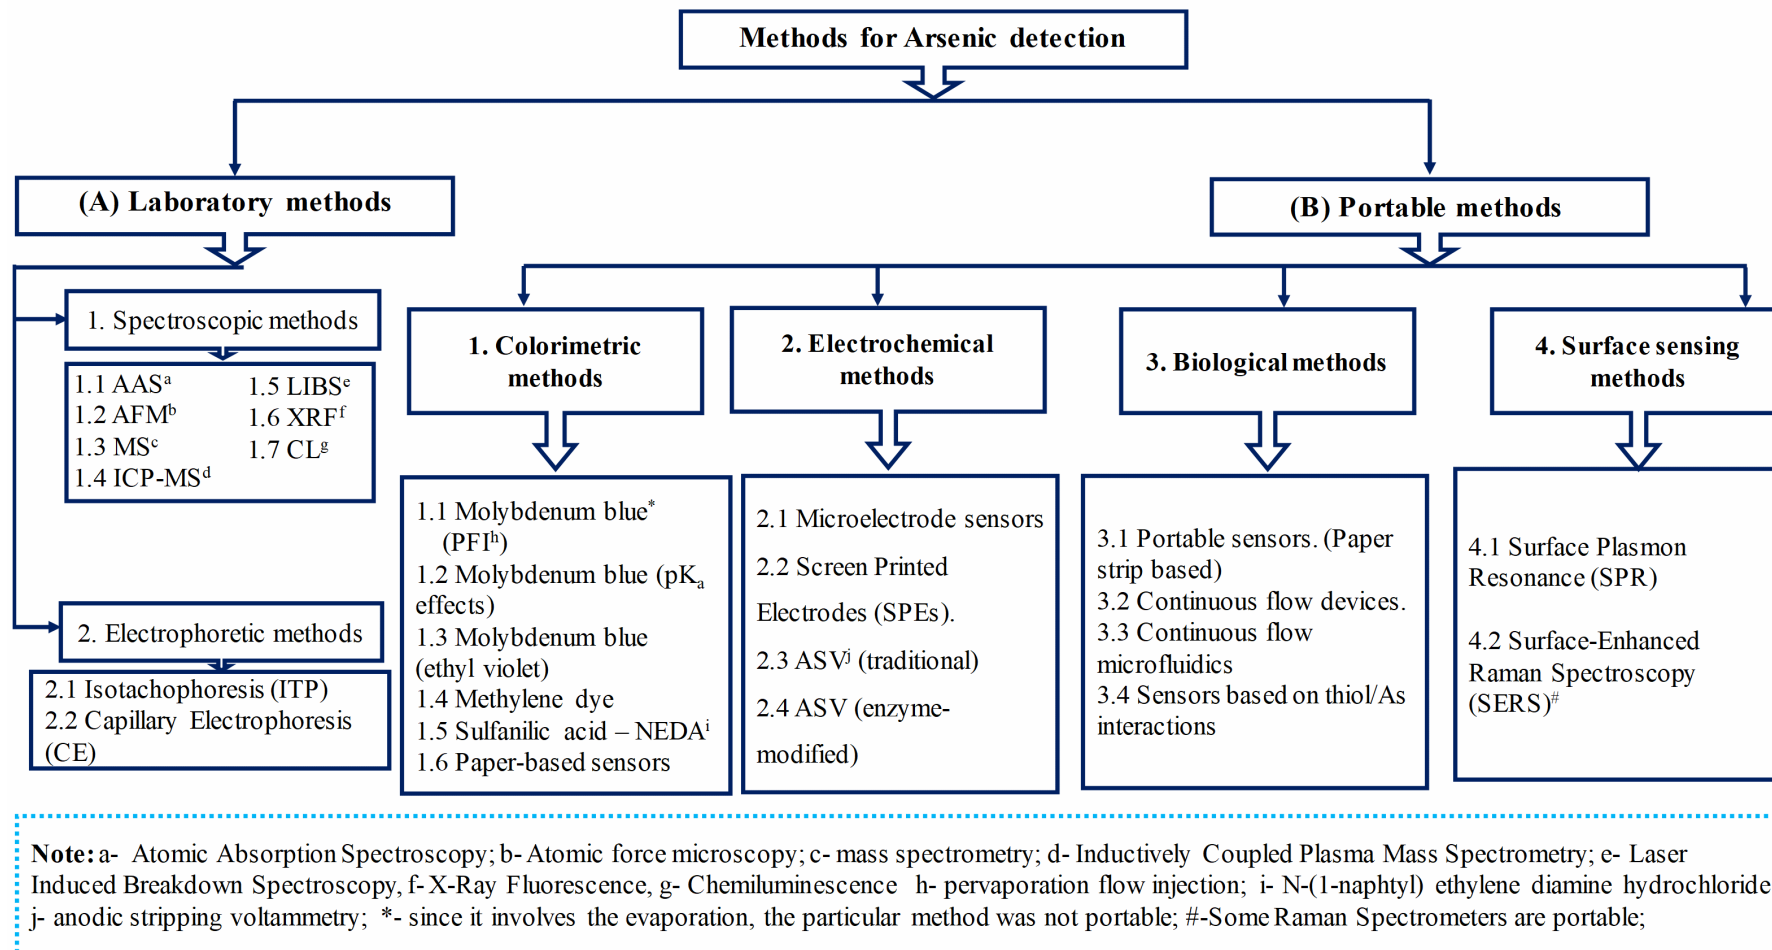 Methods for Arsenic detection
(A) Laboratory methods
(B) Portable methods
1. Spectroscopic methods
1.1 AASᵃ
1.2 AFMᵇ
1.3 MSᶜ
1.4 ICP-MSᵈ
1.5 LIBSᵉ
1.6 XRFᶠ
1.7 CLᵍ
2. Electrophoretic methods
2.1 Isotachophoresis (ITP)
2.2 Capillary Electrophoresis
(CE)
1. Colorimetric
methods
1.1 Molybdenum blue*
(PFIʰ)
1.2 Molybdenum blue (pKₐ
effects)
1.3 Molybdenum blue
(ethyl violet)
1.4 Methylene dye
1.5 Sulfanilic acid – NEDAⁱ
1.6 Paper-based sensors
2. Electrochemical
methods
2.1 Microelectrode sensors
2.2 Screen Printed
Electrodes (SPEs).
2.3 ASVʲ (traditional)
2.4 ASV (enzyme-
modified)
3. Biological methods
3.1 Portable sensors. (Paper
strip based)
3.2 Continuous flow devices.
3.3 Continuous flow
microfluidics
3.4 Sensors based on thiol/As
interactions
4. Surface sensing
methods
4.1 Surface Plasmon
Resonance (SPR)
4.2 Surface-Enhanced
Raman Spectroscopy
(SERS)#
Note: a- Atomic Absorption Spectroscopy; b- Atomic force microscopy; c- mass spectrometry; d- Inductively Coupled Plasma Mass Spectrometry; e- Laser
Induced Breakdown Spectroscopy, f- X-Ray Fluorescence, g- Chemiluminescence h- pervaporation flow injection; i- N-(1-naphtyl) ethylene diamine hydrochloride
j- anodic stripping voltammetry; *- since it involves the evaporation, the particular method was not portable; #-Some Raman Spectrometers are portable;